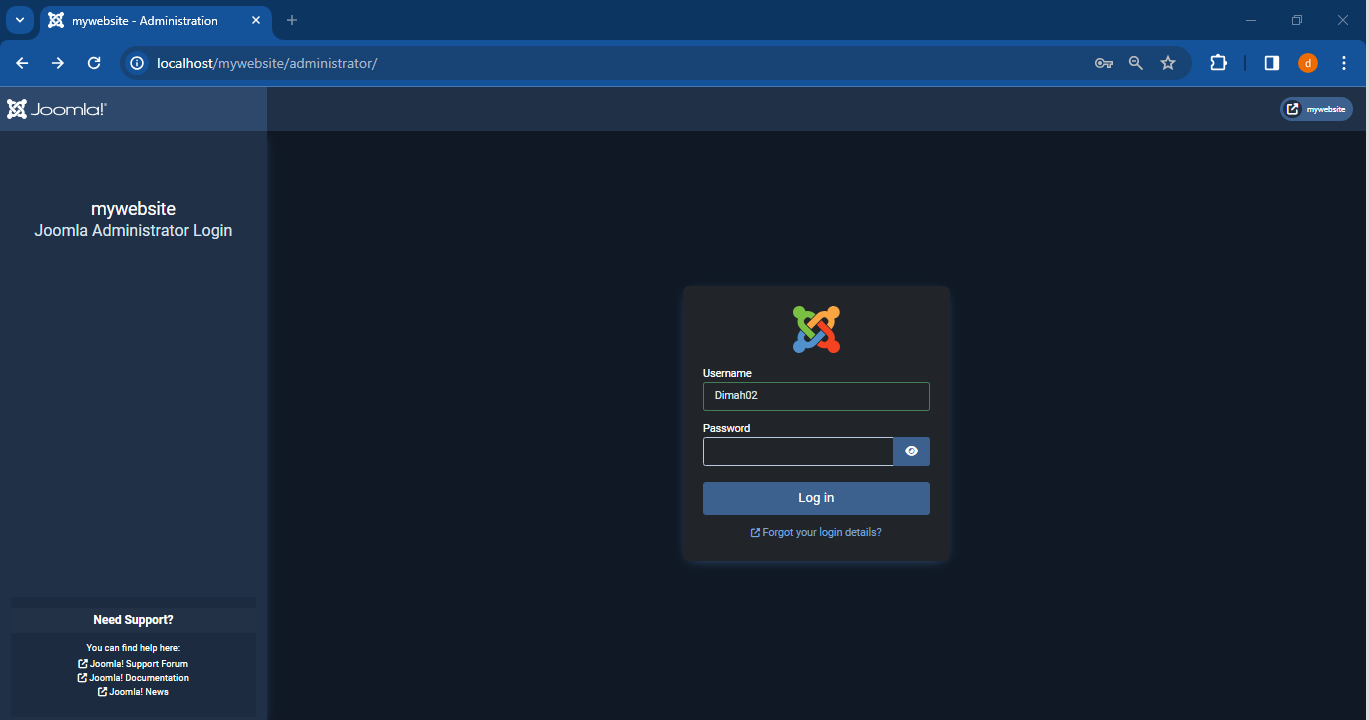 mywebsite - Administration
localhost/mywebsite/administrator/
d
Joomla!®
mywebsite
mywebsite
Joomla Administrator Login
Username
Dimah02
Password
Log in
Forgot your login details?
Need Support?
You can find help here:
Joomla! Support Forum
Joomla! Documentation
Joomla! News